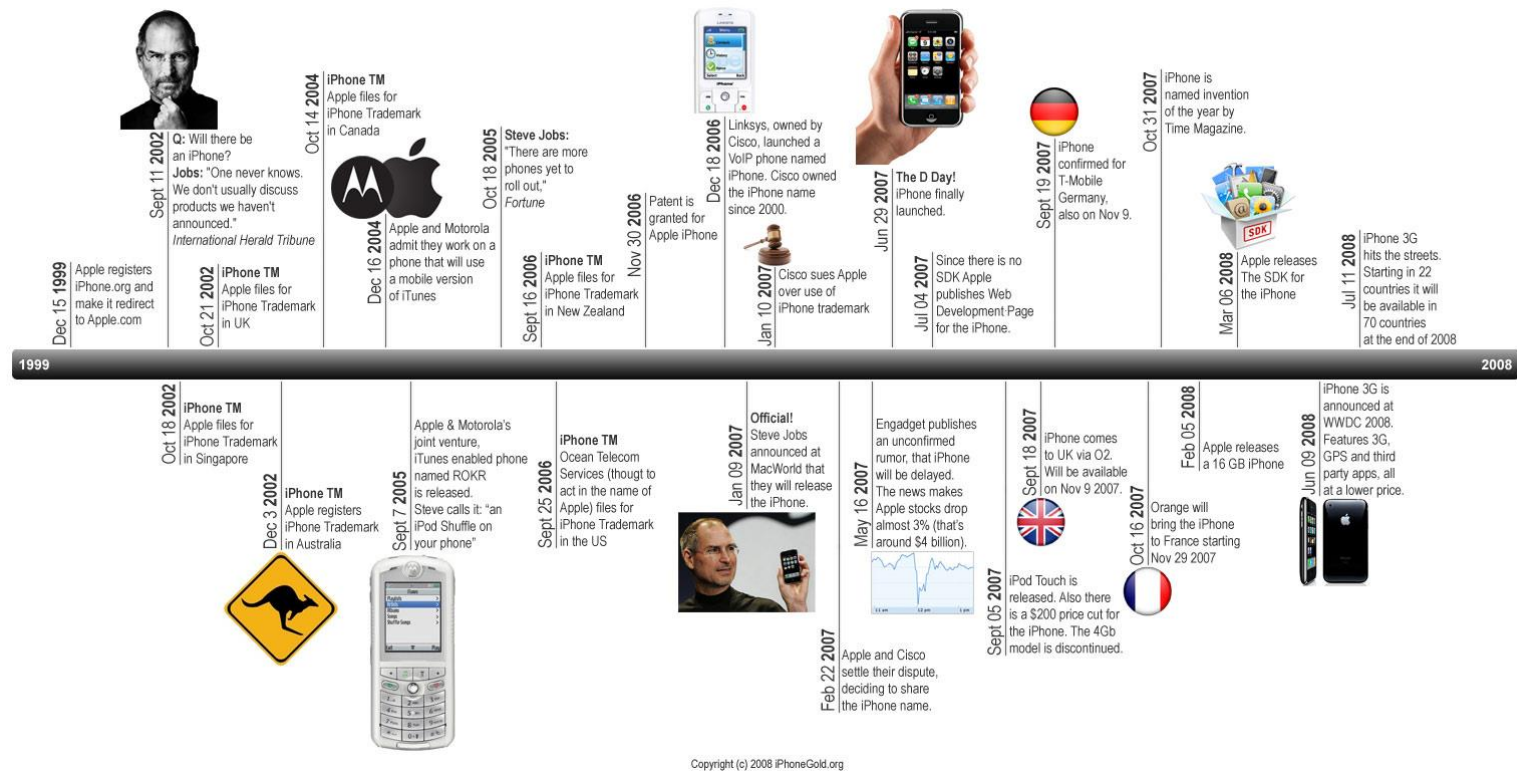 Sept 11 2002
Q: Will there be
an iPhone?
Jobs: "One never knows.
We don't usually discuss
products we haven't
announced."
International Herald Tribune
Oct 14 2004
iPhone TM
Apple files for
iPhone Trademark
in Canada
Oct 18 2005
Steve Jobs:
"There are more
phones yet to
roll out,"
Fortune
Dec 18 2006
Linksys, owned by
Cisco, launched a
VoIP phone named
iPhone. Cisco owned
the iPhone name
since 2000.
Jun 29 2007
The D Day!
iPhone finally
launched.
Sept 19 2007
iPhone
confirmed for
T-Mobile
Germany,
also on Nov 9.
Oct 31 2007
iPhone is
named invention
of the year by
Time Magazine.
Dec 15 1999
Apple registers
iPhone.org and
make it redirect
to Apple.com
Oct 21 2002
iPhone TM
Apple files for
iPhone Trademark
in UK
Dec 16 2004
Apple and Motorola
admit they work on a
phone that will use
a mobile version
of iTunes
Sept 16 2006
iPhone TM
Apple files for
iPhone Trademark
in New Zealand
Nov 30 2006
Patent is
granted for
Apple iPhone
Jan 10 2007
Cisco sues Apple
over use of
iPhone trademark
Jul 04 2007
Since there is no
SDK Apple
publishes Web
Development Page
for the iPhone.
SDK
Mar 06 2008
Apple releases
The SDK for
the iPhone
Jul 11 2008
iPhone 3G
hits the streets.
Starting in 22
countries it will
be available in
70 countries
at the end of 2008
1999
2008
Oct 18 2002
iPhone TM
Apple files for
iPhone Trademark
in Singapore
Dec 3 2002
iPhone TM
Apple registers
iPhone Trademark
in Australia
Sept 7 2005
Apple & Motorola's
joint venture,
iTunes enabled phone
named ROKR
is released.
Steve calls it: "an
iPod Shuffle on
your phone"
Sept 25 2006
iPhone TM
Ocean Telecom
Services (thougt to
act in the name of
Apple) files for
iPhone Trademark
in the US
Jan 09 2007
Official!
Steve Jobs
announced at
MacWorld that
they will release
the iPhone.
Feb 22 2007
Apple and Cisco
settle their dispute,
deciding to share
the iPhone name.
May 16 2007
Engadget publishes
an unconfirmed
rumor, that iPhone
will be delayed.
The news makes
Apple stocks drop
almost 3% (that's
around $4 billion).
11 am 12 pm 1 pm
Sept 05 2007
iPod Touch is
released. Also there
is a $200 price cut for
the iPhone. The 4Gb
model is discontinued.
Sept 18 2007
iPhone comes
to UK via O2.
Will be available
on Nov 9 2007.
Oct 16 2007
Orange will
bring the iPhone
to France starting
Nov 29 2007
Feb 05 2008
Apple releases
a 16 GB iPhone
Jun 09 2008
iPhone 3G is
announced at
WWDC 2008.
Features 3G,
GPS and third
party apps, all
at a lower price.
Copyright (c) 2008 iPhoneGold.org